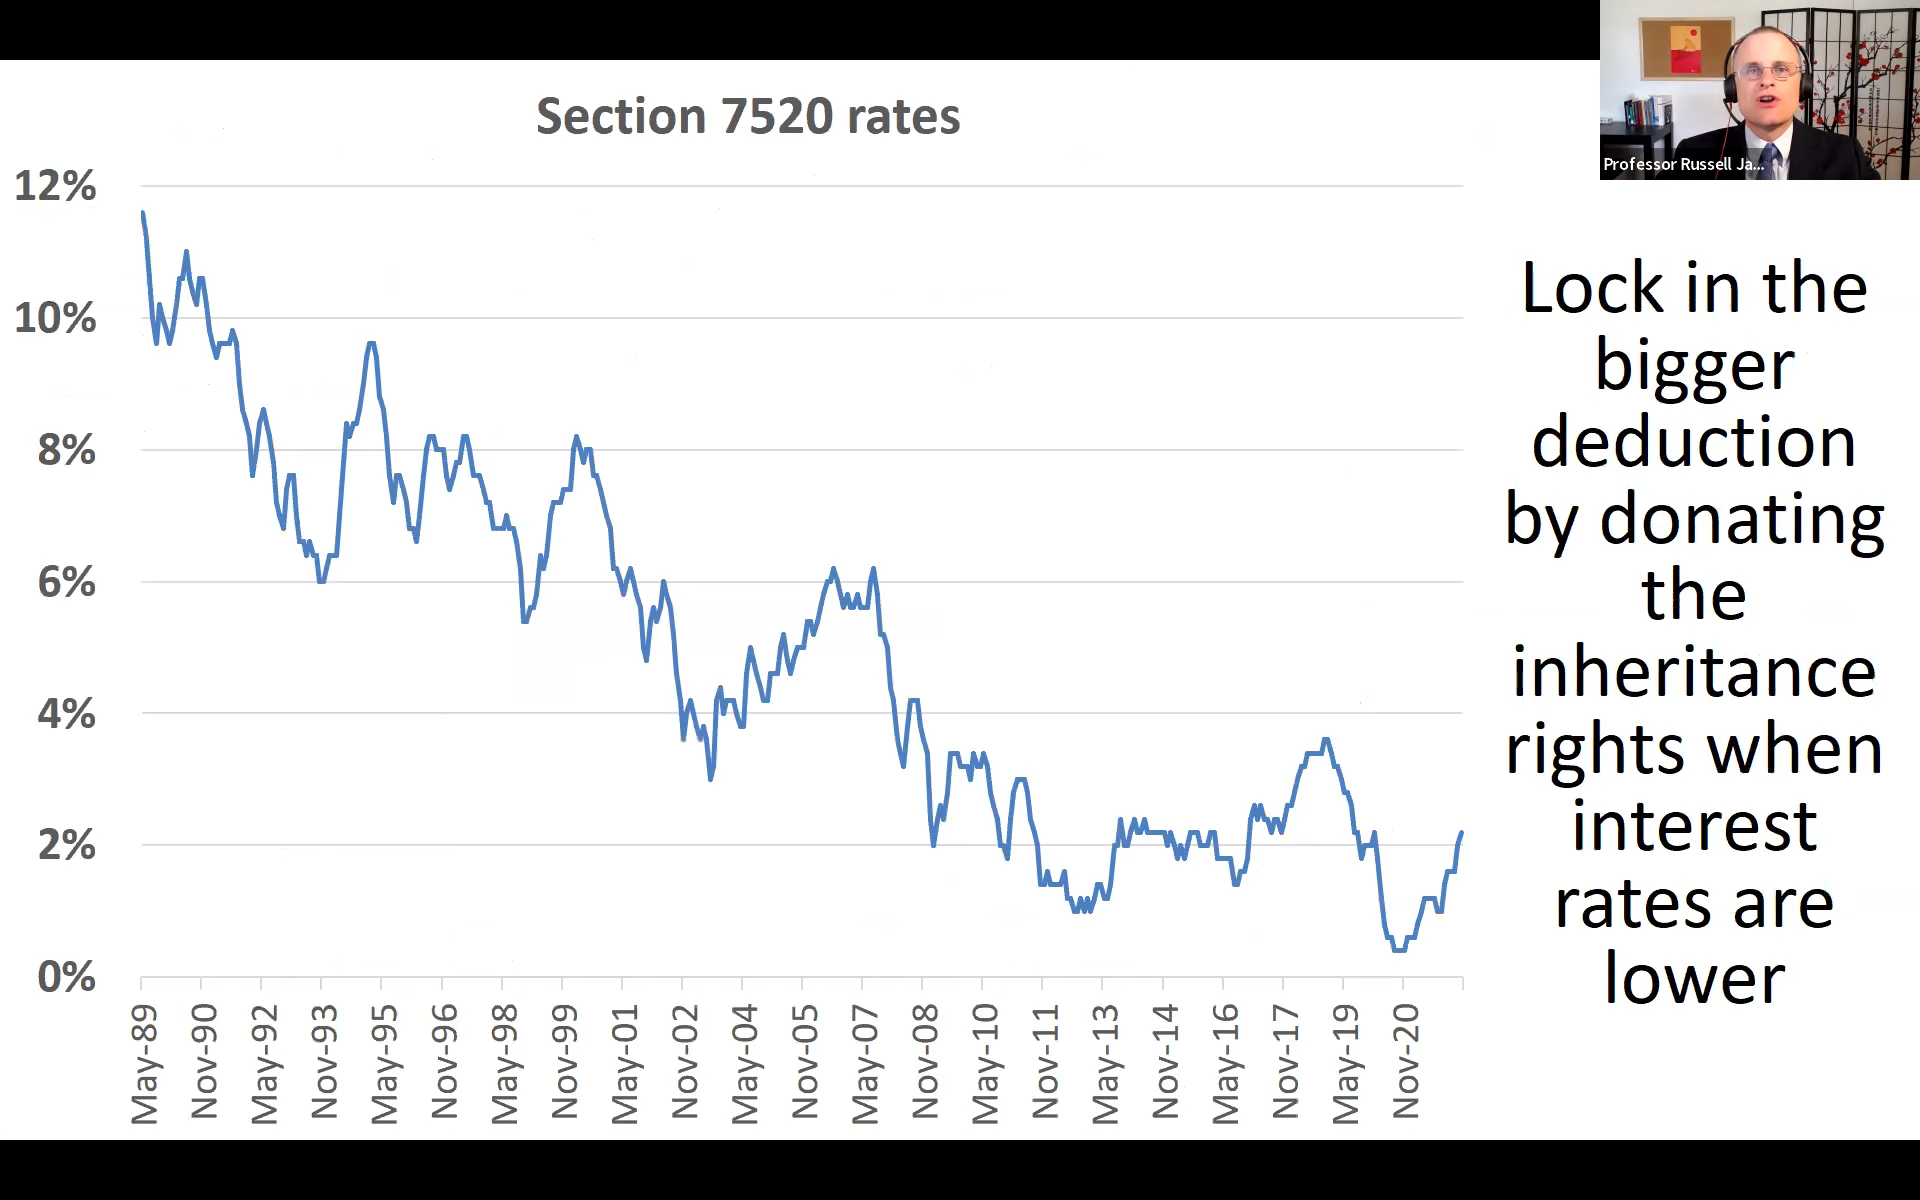 Section 7520 rates
12%
10%
8%
6%
4%
2%
0%
May-89
Nov-90
May-92
Nov-93
May-95
Nov-96
May-98
Nov-99
May-01
Nov-02
May-04
Nov-05
May-07
Nov-08
May-10
Nov-11
May-13
Nov-14
May-16
Nov-17
May-19
Nov-20
Professor Russell Ja...
Lock in the
bigger
deduction
by donating
the
inheritance
rights when
interest
rates are
lower